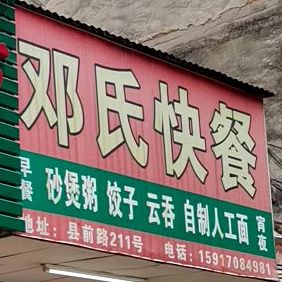 邓氏快餐
早餐 砂煲粥 饺子 云吞 自制人工面 宵夜
地址：县前路211号 电话：15917084981